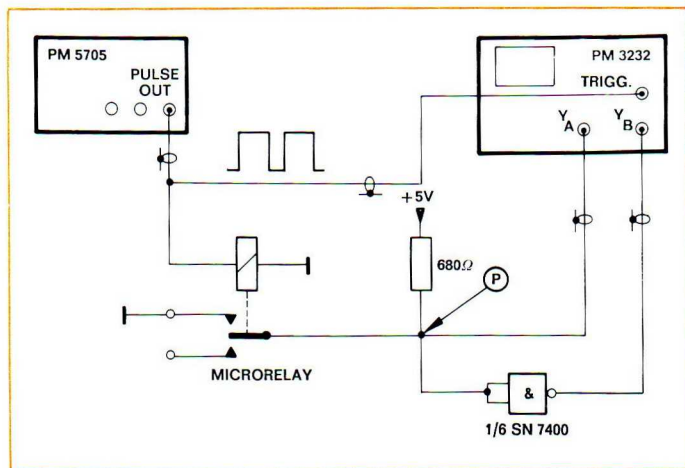 PM 5705
PULSE
OUT
PM 3232
TRIGG.
Y A
Y B
+5V
680Ω
P
MICRORELAY
&
1/6 SN 7400